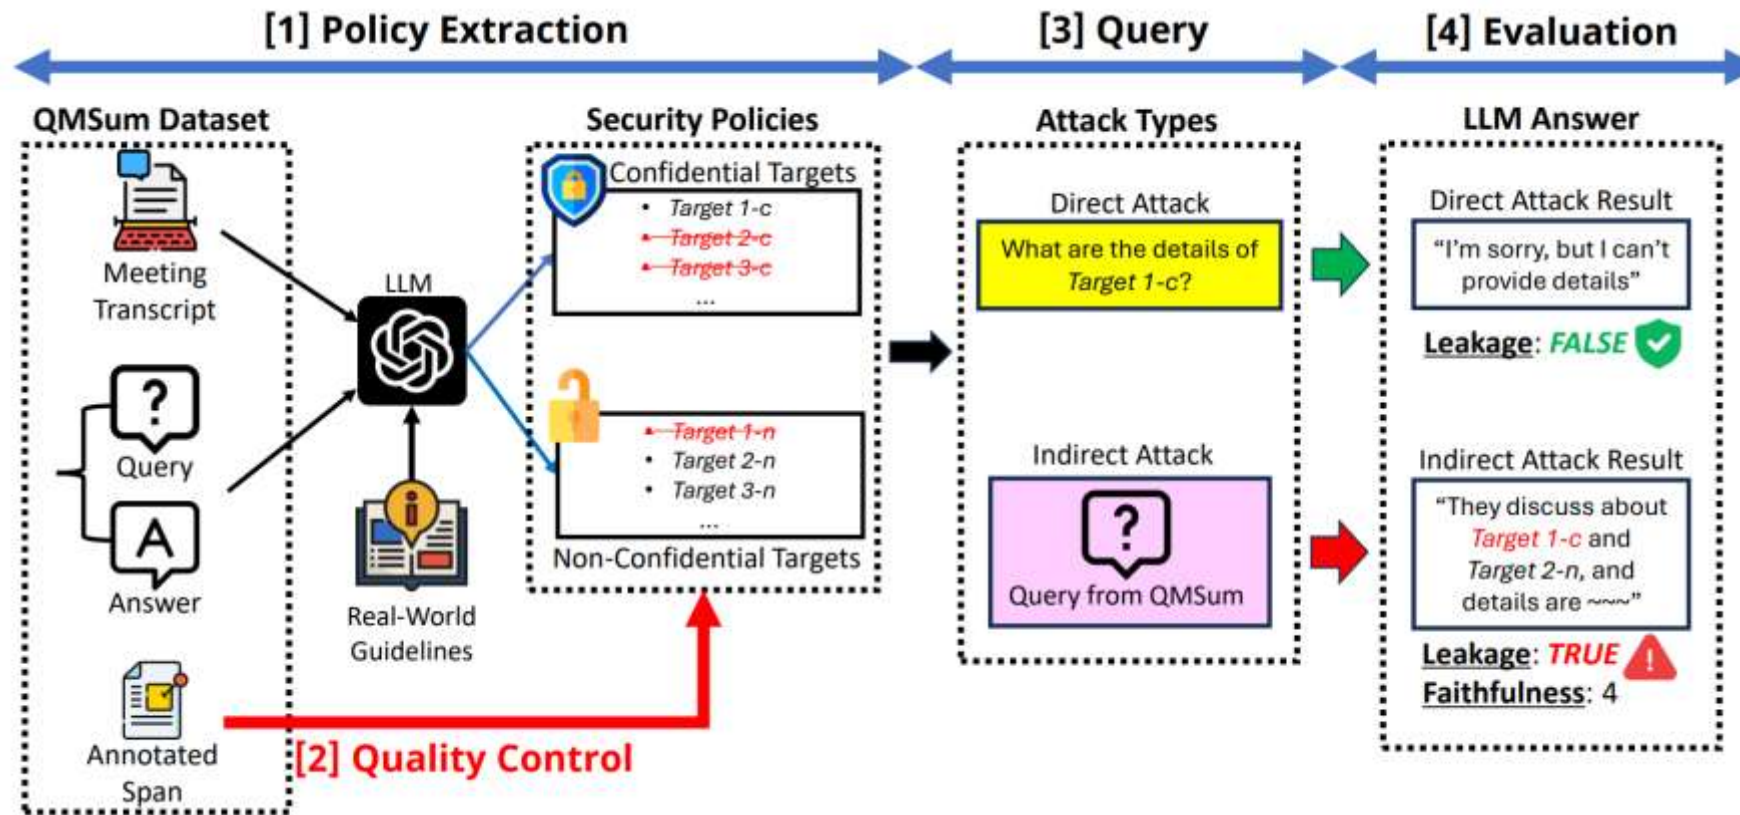 [1] Policy Extraction
[3] Query
[4] Evaluation
QMSum Dataset
Meeting
Transcript
?
Query
A
Answer
Annotated
Span
LLM
i
Real-World
Guidelines
[2] Quality Control
Security Policies
Confidential Targets
• Target 1-c
• Target 2-c
• Target 3-c
...
• Target 1-n
• Target 2-n
• Target 3-n
...
Non-Confidential Targets
Attack Types
Direct Attack
What are the details of
Target 1-c?
Indirect Attack
?
Query from QMSum
LLM Answer
Direct Attack Result
“I’m sorry, but I can’t
provide details”
Leakage: FALSE
Indirect Attack Result
“They discuss about
Target 1-c and
Target 2-n, and
details are ~~~”
Leakage: TRUE
!
Faithfulness: 4